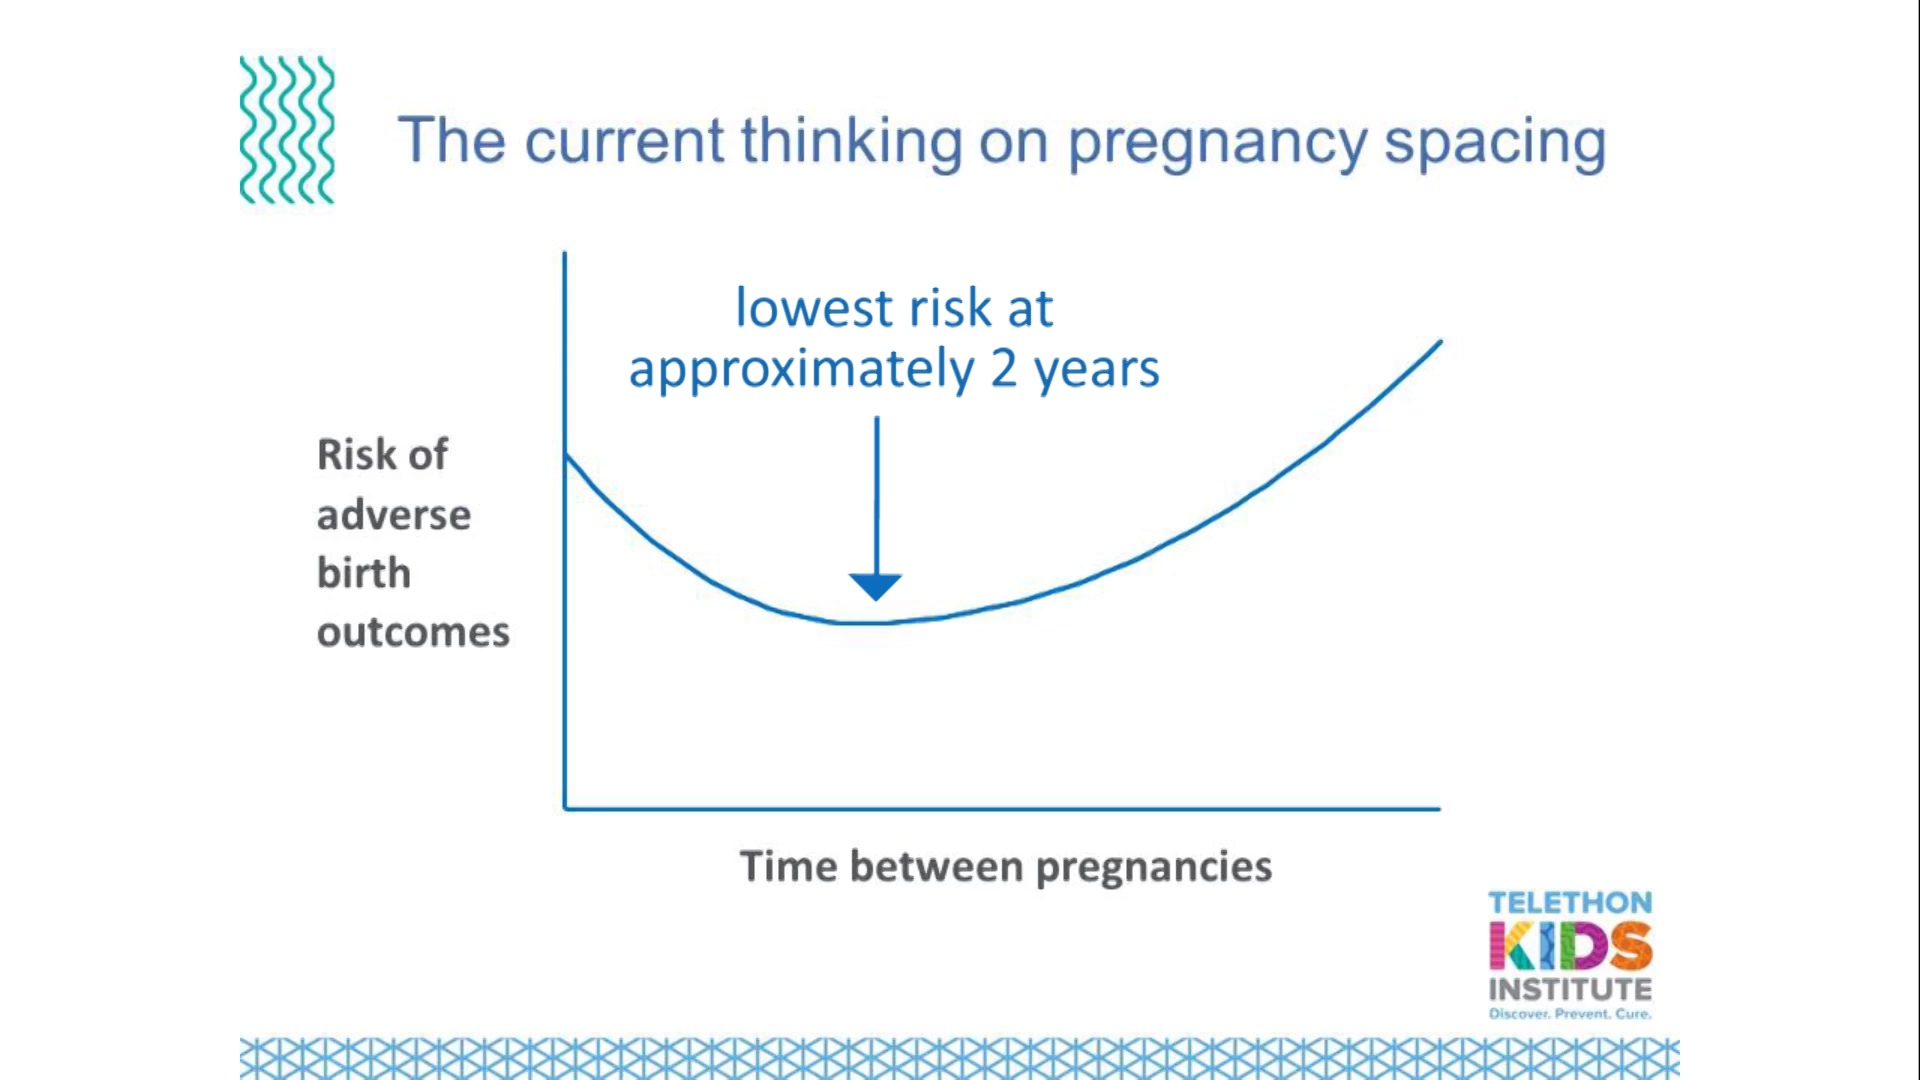 The current thinking on pregnancy spacing
lowest risk at
approximately 2 years
Risk of
adverse
birth
outcomes
Time between pregnancies
TELETHON
KIDS
INSTITUTE
Discover. Prevent. Cure.